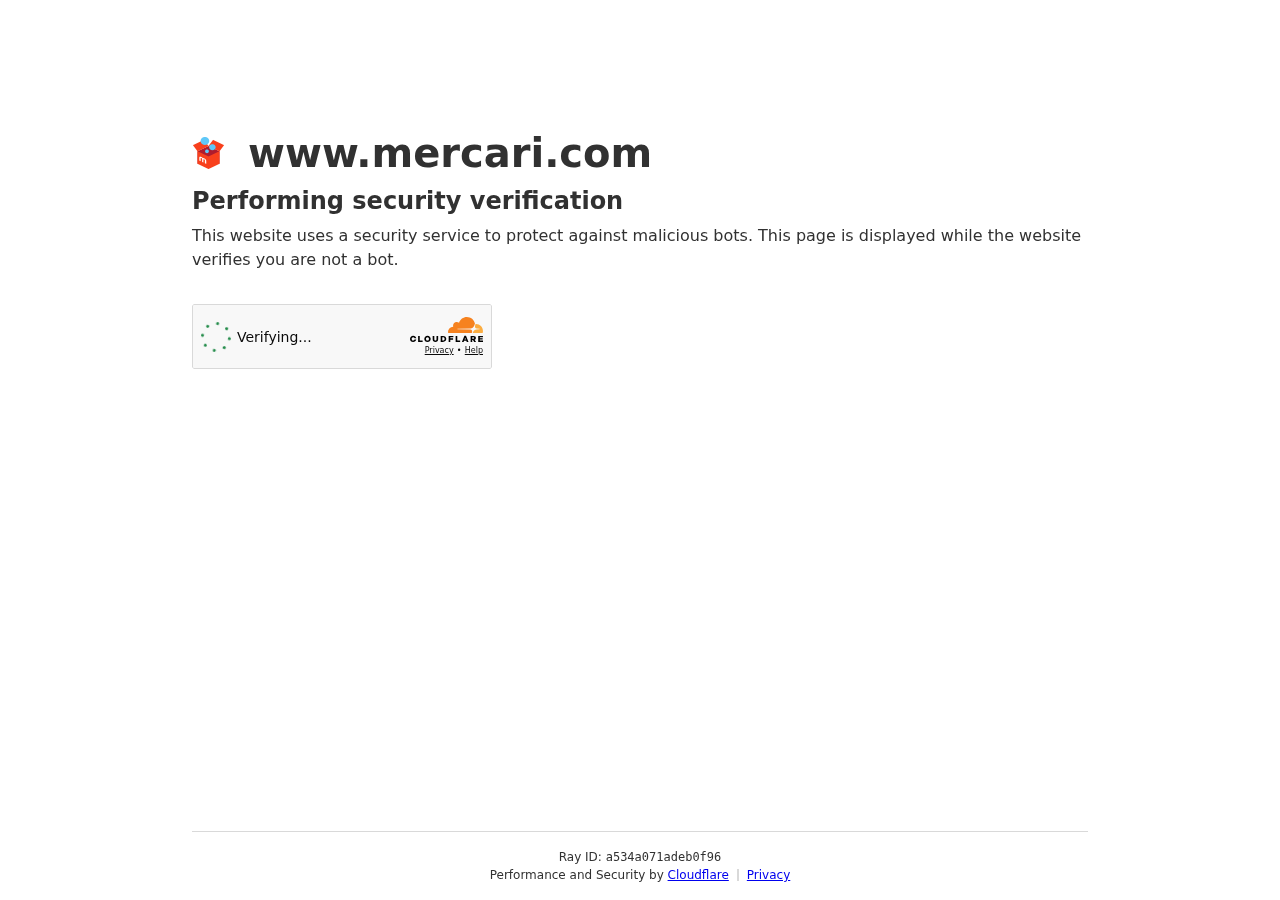 www.mercari.com
Performing security verification
This website uses a security service to protect against malicious bots. This page is displayed while the website
verifies you are not a bot.
Verifying...
CLOUDFLARE
Privacy • Help
Ray ID: a534a071adeb0f96
Performance and Security by Cloudflare | Privacy